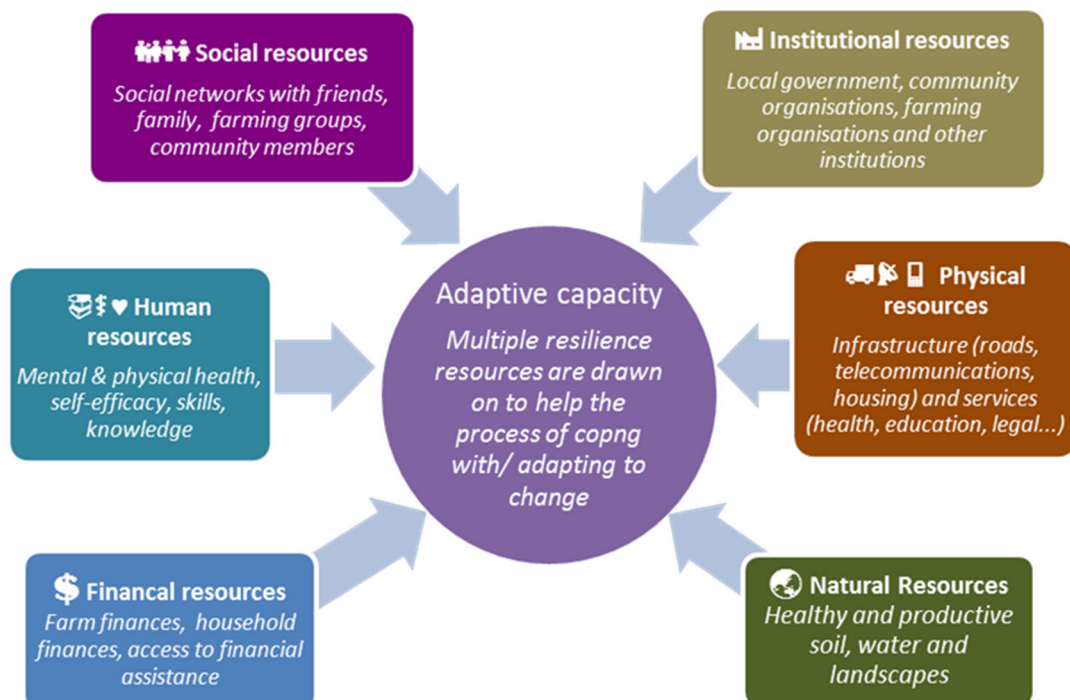 Social resources
Social networks with friends,
family, farming groups,
community members
Institutional resources
Local government, community
organisations, farming
organisations and other
institutions
Human
resources
Mental & physical health,
self-efficacy, skills,
knowledge
Adaptive capacity
Multiple resilience
resources are drawn
on to help the
process of copng
with/ adapting to
change
Physical
resources
Infrastructure (roads,
telecommunications,
housing) and services
(health, education, legal...)
$ Financal resources
Farm finances, household
finances, access to financial
assistance
Natural Resources
Healthy and productive
soil, water and
landscapes